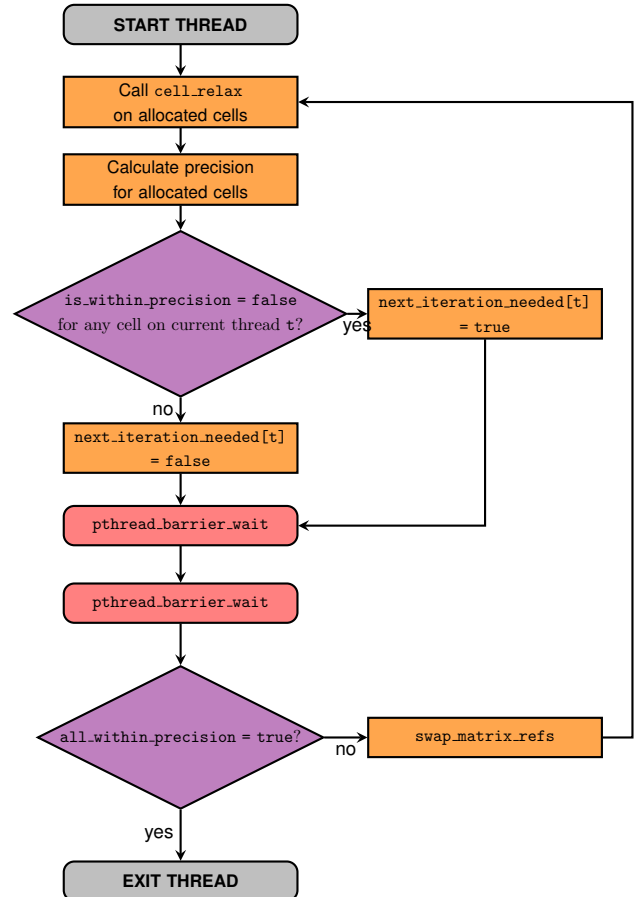 START THREAD
Call cell_relax
on allocated cells
Calculate precision
for allocated cells
is_within_precision = false
for any cell on current thread t?
yes
next_iteration_needed[t]
= true
no
next_iteration_needed[t]
= false
pthread_barrier_wait
pthread_barrier_wait
all_within_precision = true?
no
swap_matrix_refs
yes
EXIT THREAD